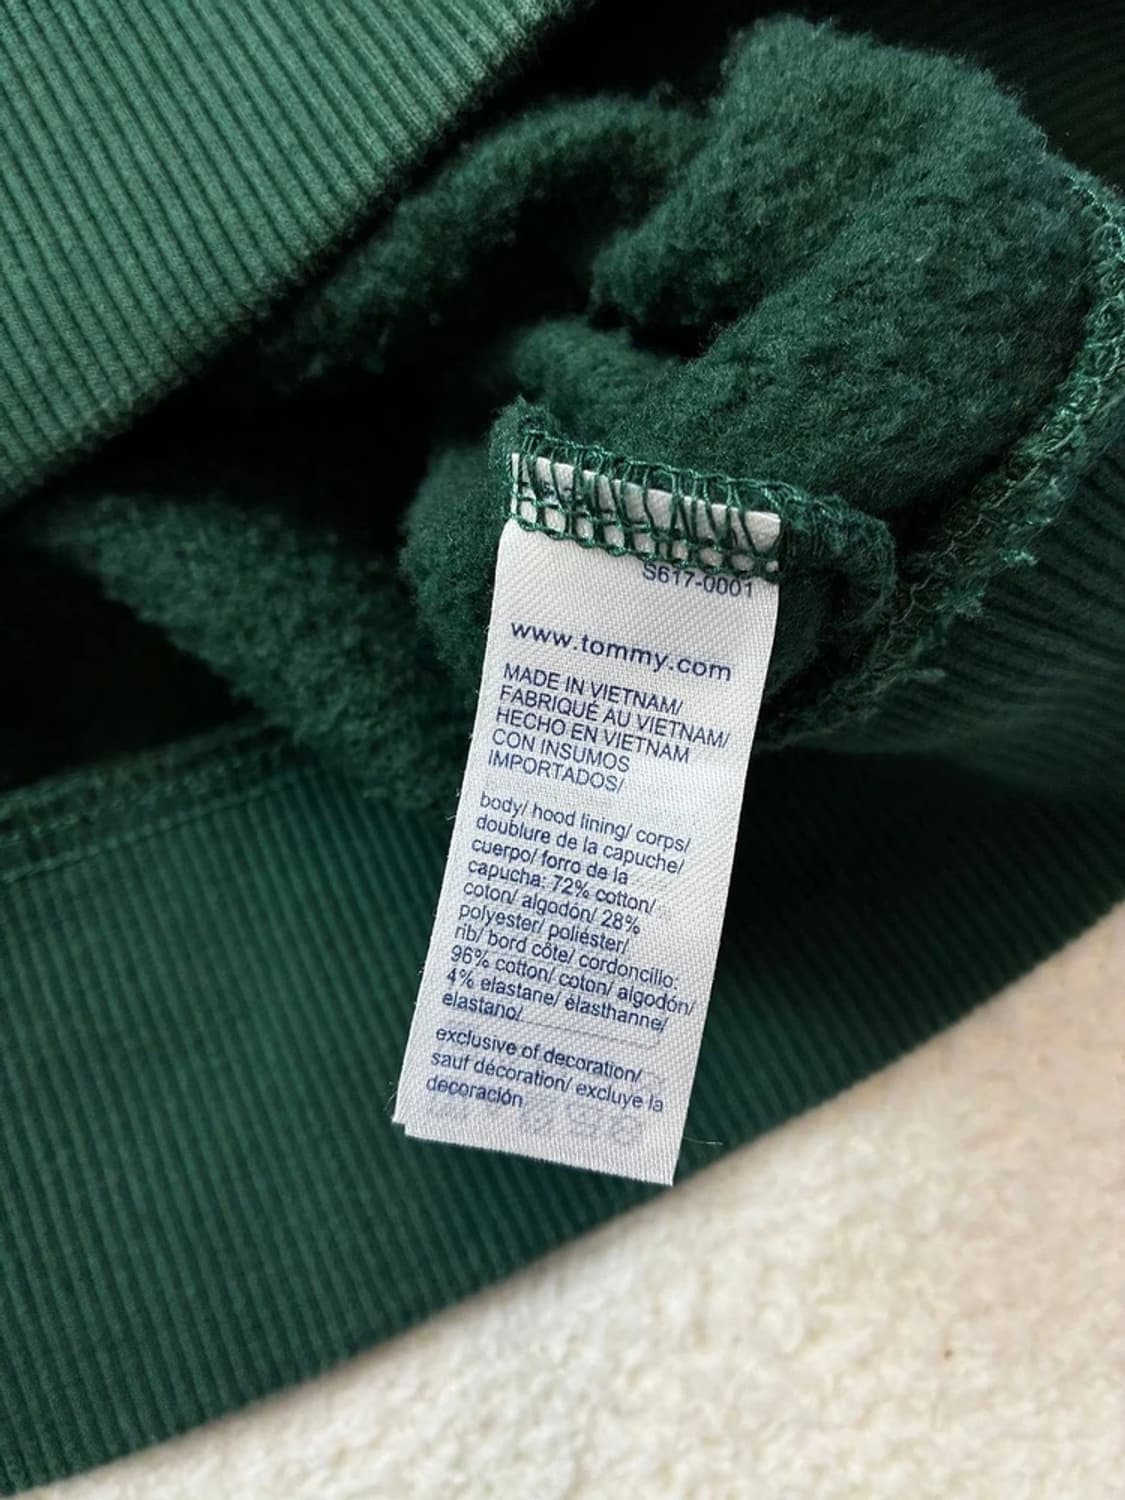 S617-0001
www.tommy.com
MADE IN VIETNAM/
FABRIQUÉ AU VIETNAM/
HECHO EN VIETNAM
CON INSUMOS
IMPORTADOS/
body/ hood lining/ corps/
doublure de la capuche/
cuerpo/ forro de la
capucha: 72% cotton/
coton/ algodón/ 28%
polyester/ poliéster/
rib/ bord côte/ cordoncillo:
96% cotton/ coton/ algodón/
4% elastane/ élasthanne/
elastano/
exclusive of decoration/
sauf décoration/ excluye la
decoración